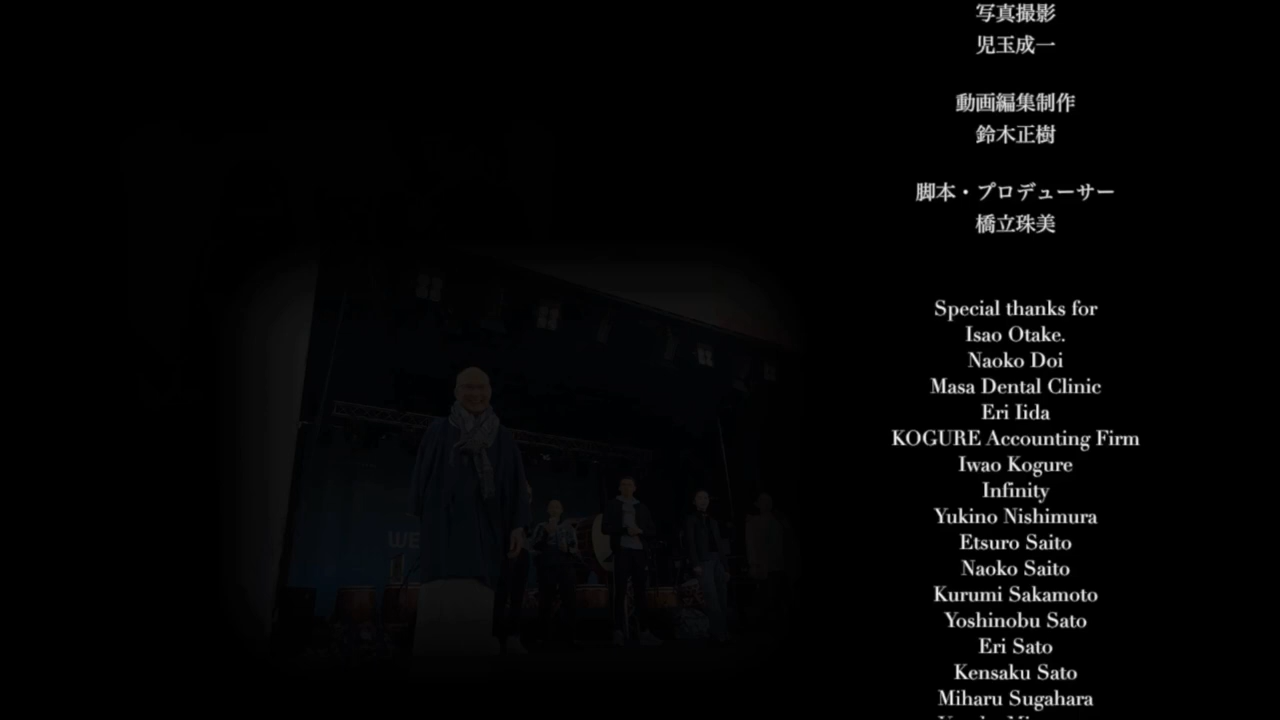 写真撮影
児玉成一
動画編集制作
鈴木正樹
脚本・プロデューサー
橋立珠美
Special thanks for
Isao Otake.
Naoko Doi
Masa Dental Clinic
Eri Iida
KOGURE Accounting Firm
Iwao Kogure
Infinity
Yukino Nishimura
Etsuro Saito
Naoko Saito
Kurumi Sakamoto
Yoshinobu Sato
Eri Sato
Kensaku Sato
Miharu Sugahara
WE